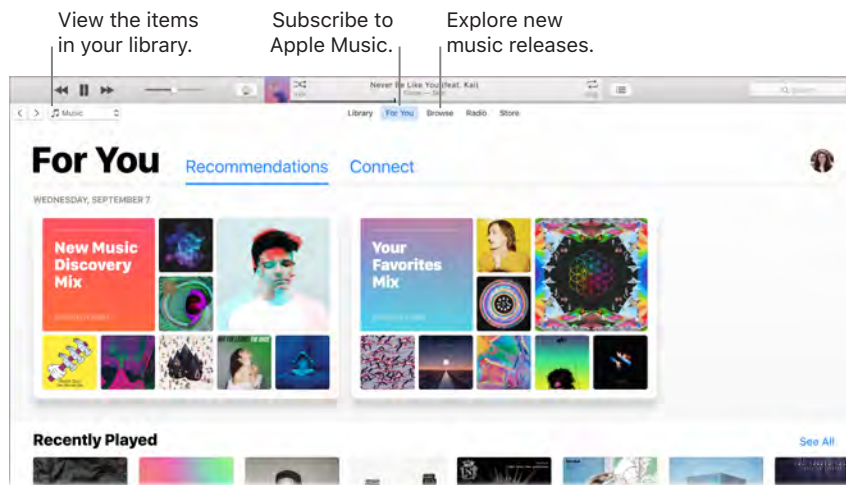 View the items
in your library.
Subscribe to
Apple Music.
Explore new
music releases.
Never Be Like You (feat. Kai)
Music
Library For You Browse Radio Store
For You Recommendations Connect
WEDNESDAY, SEPTEMBER 7
New Music
Discovery
Mix
Your
Favorites
Mix
Recently Played
See All